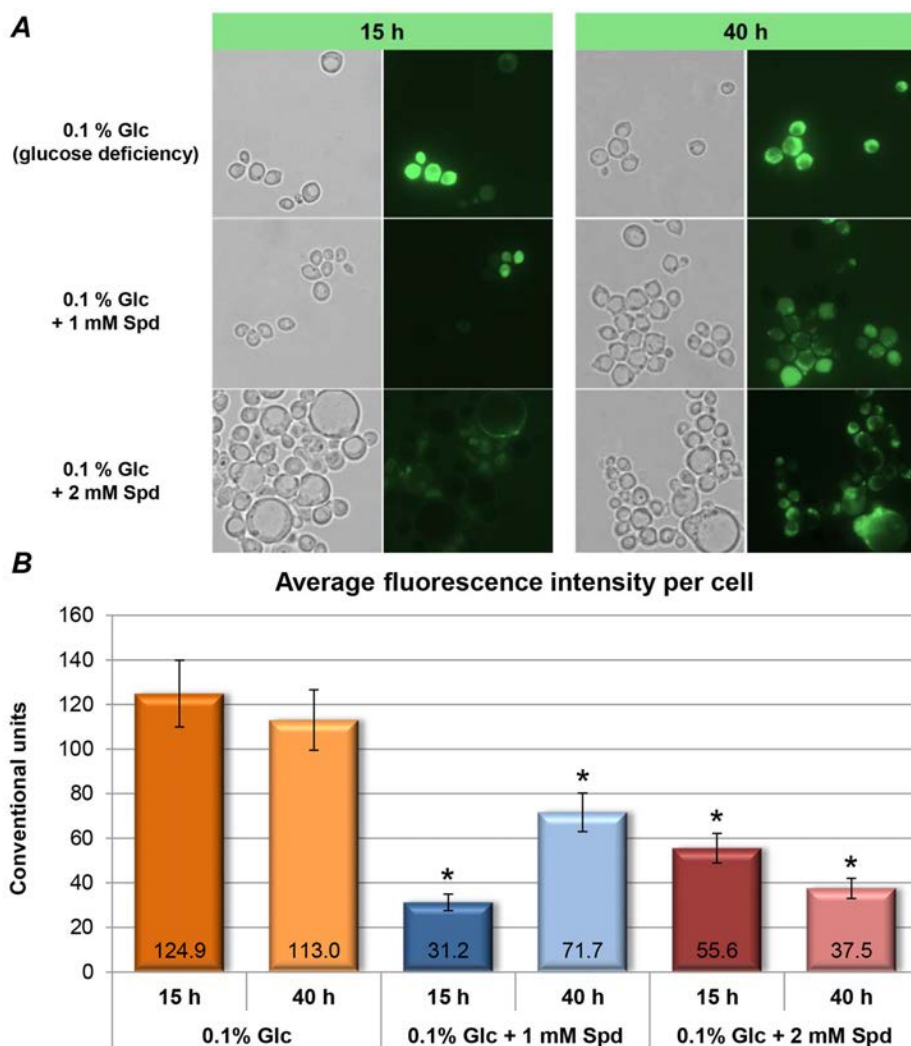 A
15 h
40 h
0.1 % Glc
(glucose deficiency)
0.1 % Glc
+ 1 mM Spd
0.1 % Glc
+ 2 mM Spd
B
Average fluorescence intensity per cell
Conventional units
160
140
120
100
80
60
40
20
0
124.9
113.0
*
31.2
*
71.7
*
55.6
*
37.5
15 h
40 h
15 h
40 h
15 h
40 h
0.1% Glc
0.1% Glc + 1 mM Spd
0.1% Glc + 2 mM Spd